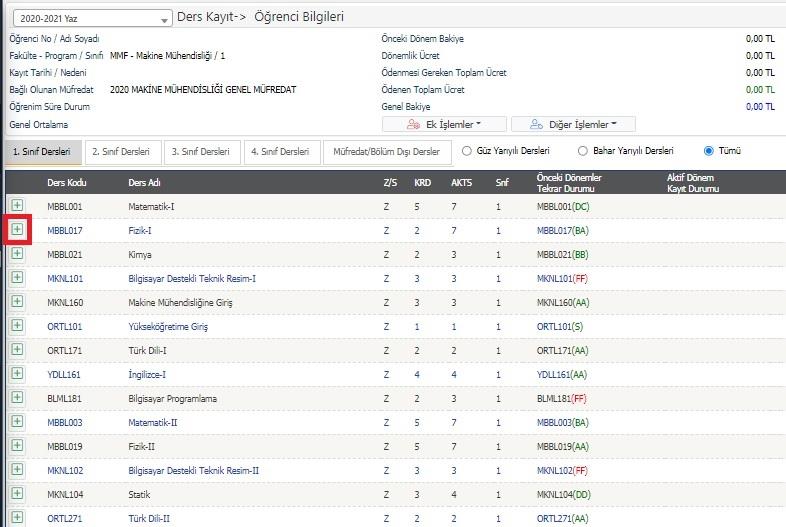 2020-2021 Yaz Ders Kayıt-> Öğrenci Bilgileri
Öğrenci No / Adı Soyadı Önceki Dönem Bakiye 0,00 TL
Fakülte - Program / Sınıfı MMF - Makine Mühendisliği / 1 Dönemlik Ücret 0,00 TL
Kayıt Tarihi / Nedeni Ödenmesi Gereken Toplam Ücret 0,00 TL
Bağlı Olunan Müfredat 2020 MAKİNE MÜHENDİSLİĞİ GENEL MÜFREDAT Ödenen Toplam Ücret 0,00 TL
Öğrenim Süre Durum Genel Bakiye 0,00 TL
Genel Ortalama Ek İşlemler Diğer İşlemler
1. Sınıf Dersleri 2. Sınıf Dersleri 3. Sınıf Dersleri 4. Sınıf Dersleri Müfredat/Bölüm Dışı Dersler Güz Yarıyılı Dersleri Bahar Yarıyılı Dersleri Tümü
Ders Kodu Ders Adı Z/S KRD AKTS Snf Önceki Dönemler Tekrar Durumu Aktif Dönem Kayıt Durumu
MBBL001 Matematik-I Z 5 7 1 MBBL001(DC)
MBBL017 Fizik-I Z 2 7 1 MBBL017(BA)
MBBL021 Kimya Z 2 3 1 MBBL021(BB)
MKNL101 Bilgisayar Destekli Teknik Resim-I Z 3 3 1 MKNL101(FF)
MKNL160 Makine Mühendisliğine Giriş Z 3 3 1 MKNL160(AA)
ORTL101 Yükseköğretime Giriş Z 1 1 1 ORTL101(S)
ORTL171 Türk Dili-I Z 2 2 1 ORTL171(AA)
YDLL161 İngilizce-I Z 4 4 1 YDLL161(AA)
BLML181 Bilgisayar Programlama Z 2 3 1 BLML181(FF)
MBBL003 Matematik-II Z 5 7 1 MBBL003(BA)
MBBL019 Fizik-II Z 5 7 1 MBBL019(AA)
MKNL102 Bilgisayar Destekli Teknik Resim-II Z 3 3 1 MKNL102(FF)
MKNL104 Statik Z 3 4 1 MKNL104(DD)
ORTL271 Türk Dili-II Z 2 2 1 ORTL271(AA)